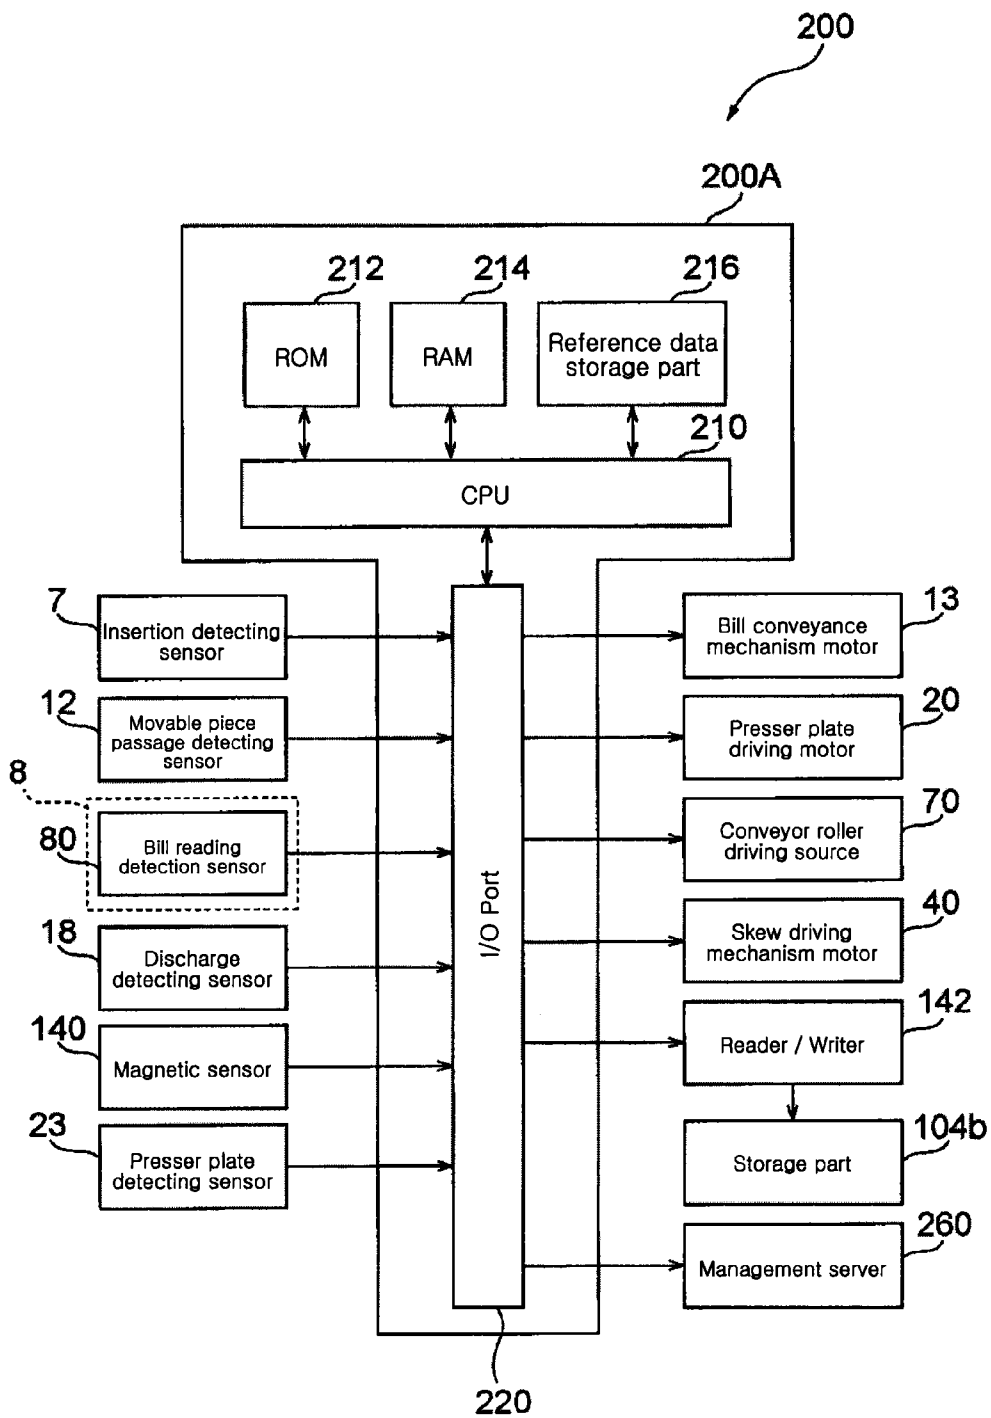 200
200A
212
214
216
ROM
RAM
Reference data
storage part
210
CPU
7
Insertion detecting
sensor
12
Movable piece
passage detecting
sensor
8
80
Bill reading
detection sensor
18
Discharge
detecting sensor
140
Magnetic sensor
23
Presser plate
detecting sensor
I/O Port
220
13
Bill conveyance
mechanism motor
20
Presser plate
driving motor
70
Conveyor roller
driving source
40
Skew driving
mechanism motor
142
Reader / Writer
104b
Storage part
260
Management server